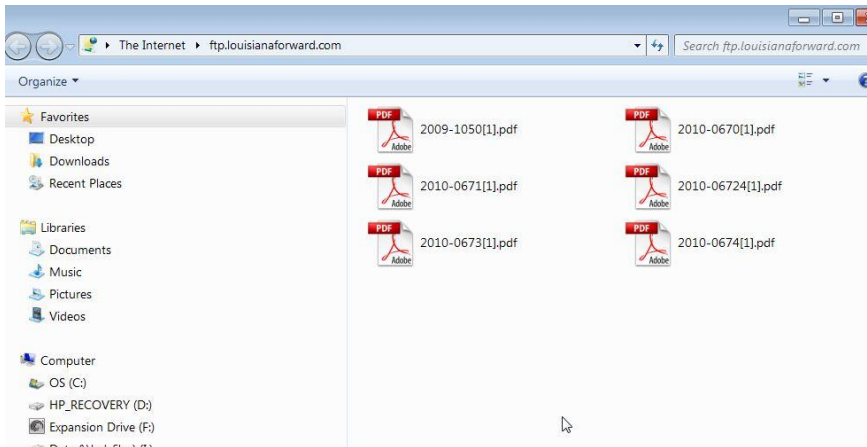 The Internet ▸ ftp.louisianaforward.com
Search ftp.louisianaforward.com
Organize
Favorites
Desktop
Downloads
Recent Places
Libraries
Documents
Music
Pictures
Videos
Computer
OS (C:)
HP_RECOVERY (D:)
Expansion Drive (F:)
PDF Adobe 2009-1050[1].pdf
PDF Adobe 2010-0670[1].pdf
PDF Adobe 2010-0671[1].pdf
PDF Adobe 2010-06724[1].pdf
PDF Adobe 2010-0673[1].pdf
PDF Adobe 2010-0674[1].pdf